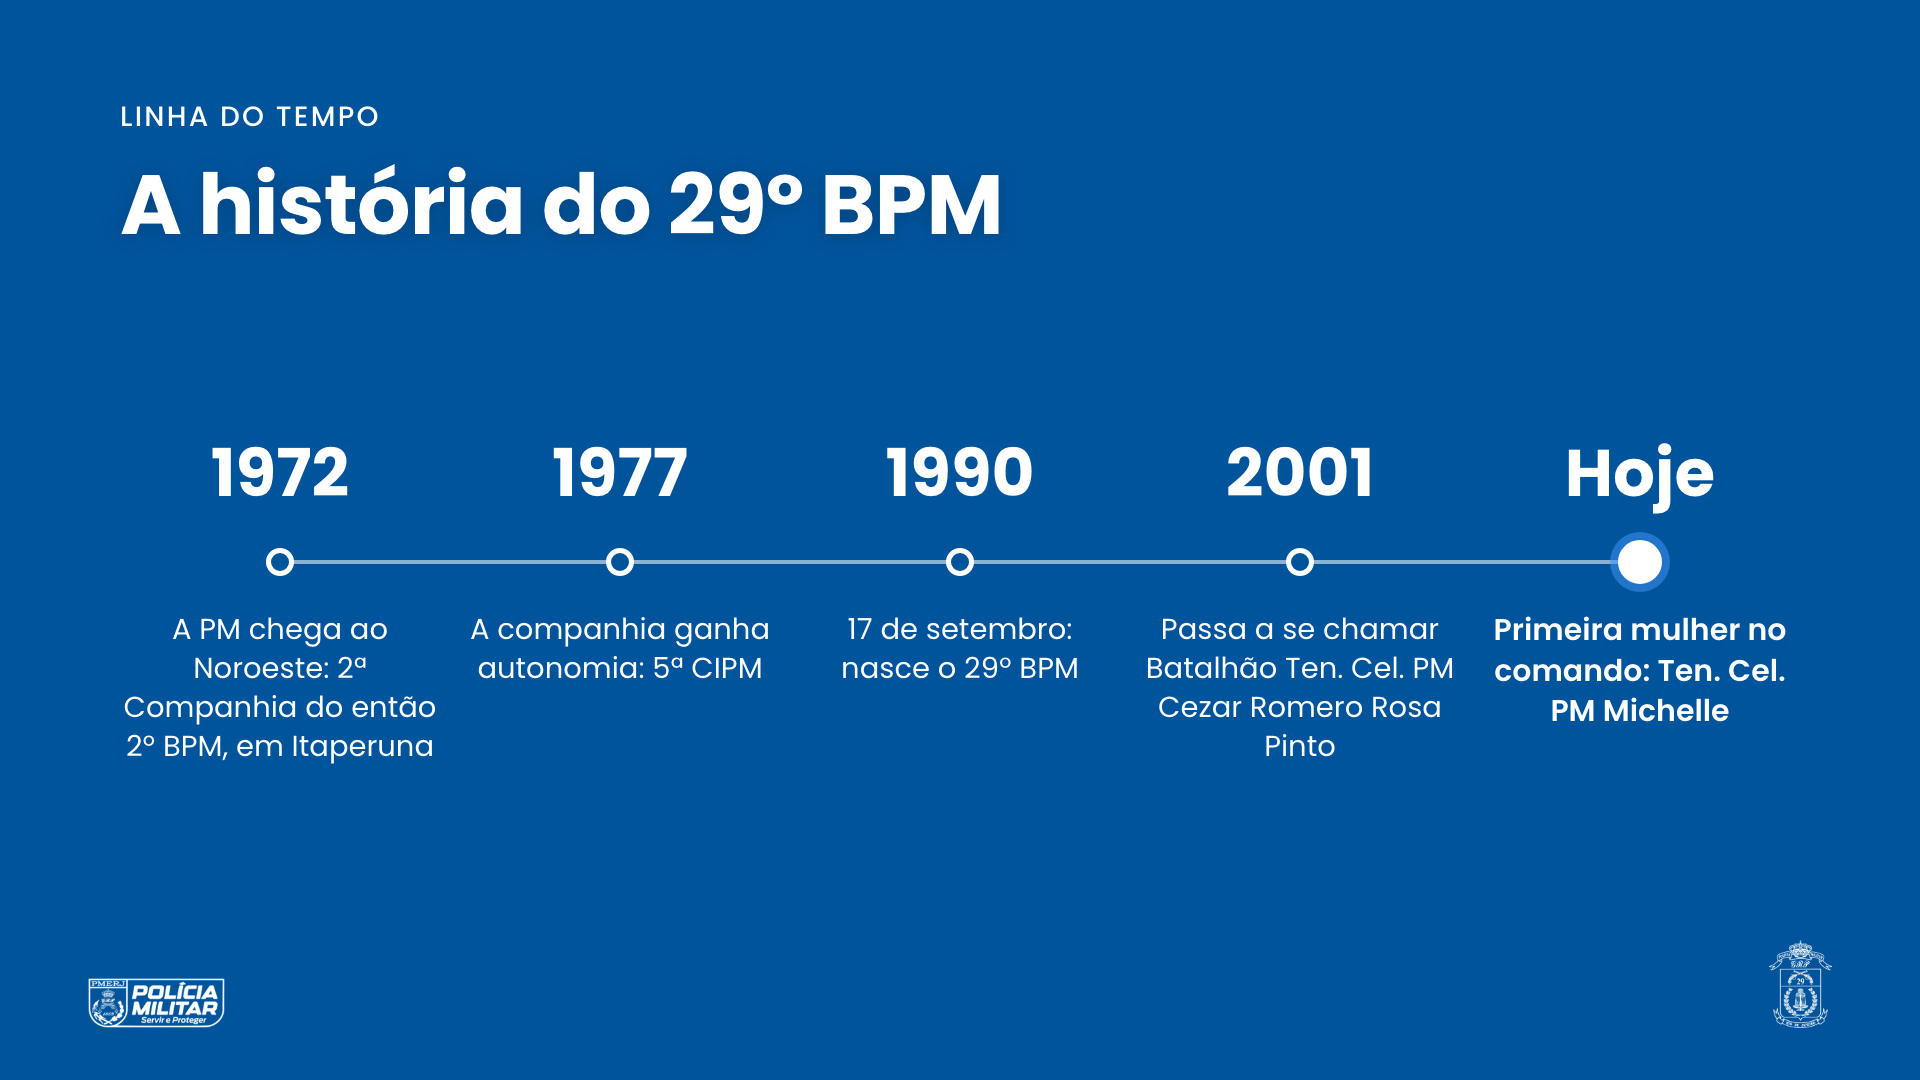 LINHA DO TEMPO
A história do 29º BPM
1972
1977
1990
2001
Hoje
A PM chega ao
Noroeste: 2ª
Companhia do então
2º BPM, em Itaperuna
A companhia ganha
autonomia: 5ª CIPM
17 de setembro:
nasce o 29º BPM
Passa a se chamar
Batalhão Ten. Cel. PM
Cezar Romero Rosa
Pinto
Primeira mulher no
comando: Ten. Cel.
PM Michelle
PMERJ
POLÍCIA
MILITAR
Servir e Proteger
29